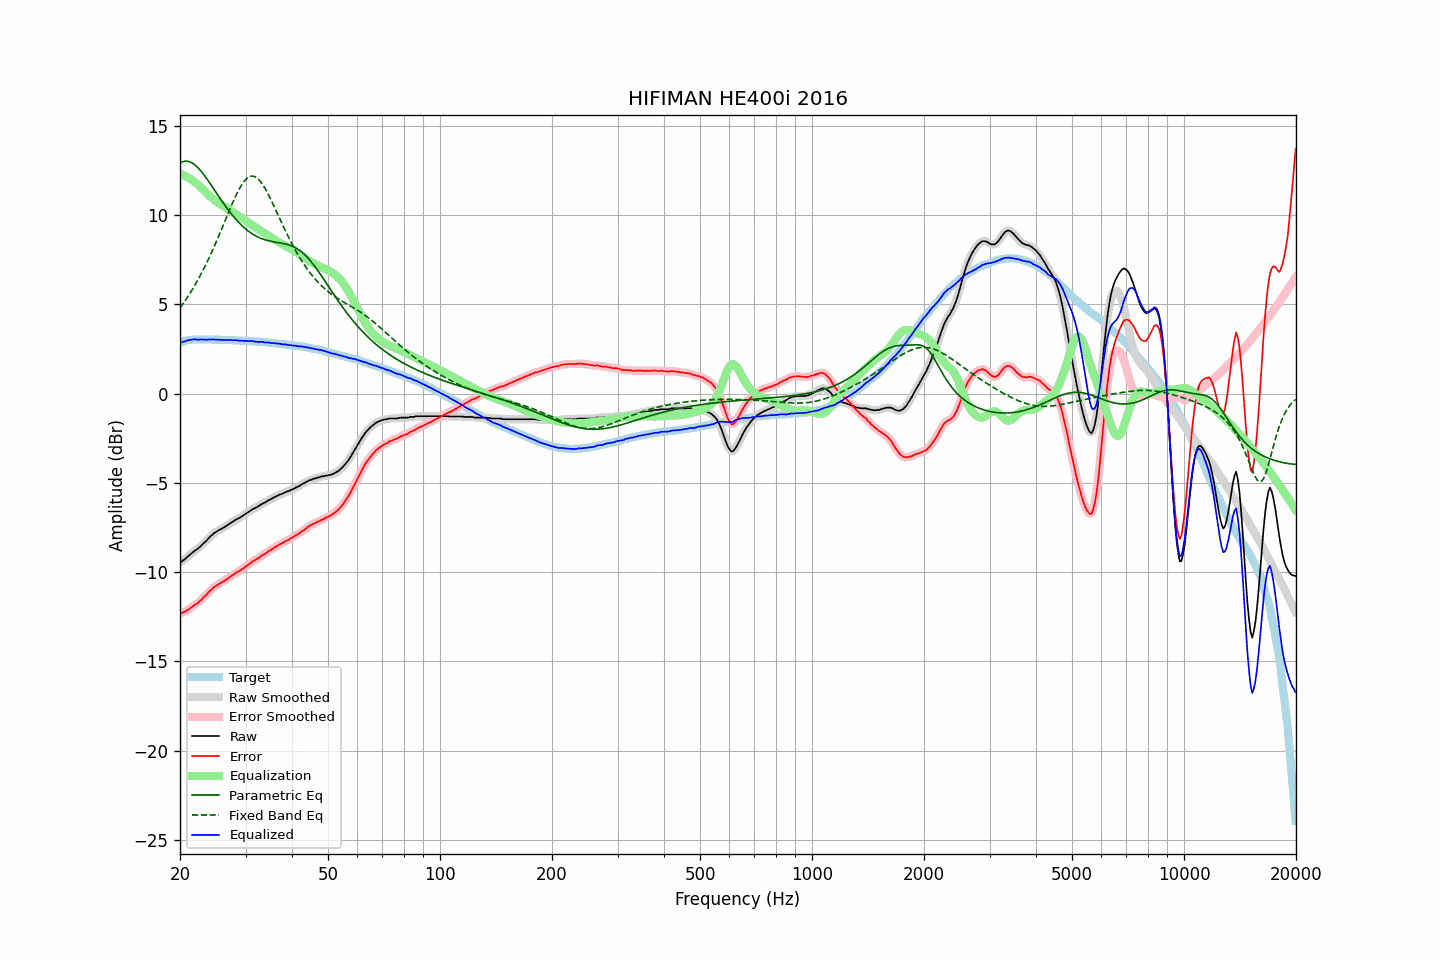 HIFIMAN HE400i 2016
Amplitude (dBr)
15
10
5
0
−5
−10
−15
−20
−25
Target
Raw Smoothed
Error Smoothed
Raw
Error
Equalization
Parametric Eq
Fixed Band Eq
Equalized
20 50 100 200 500 1000 2000 5000 10000 20000
Frequency (Hz)